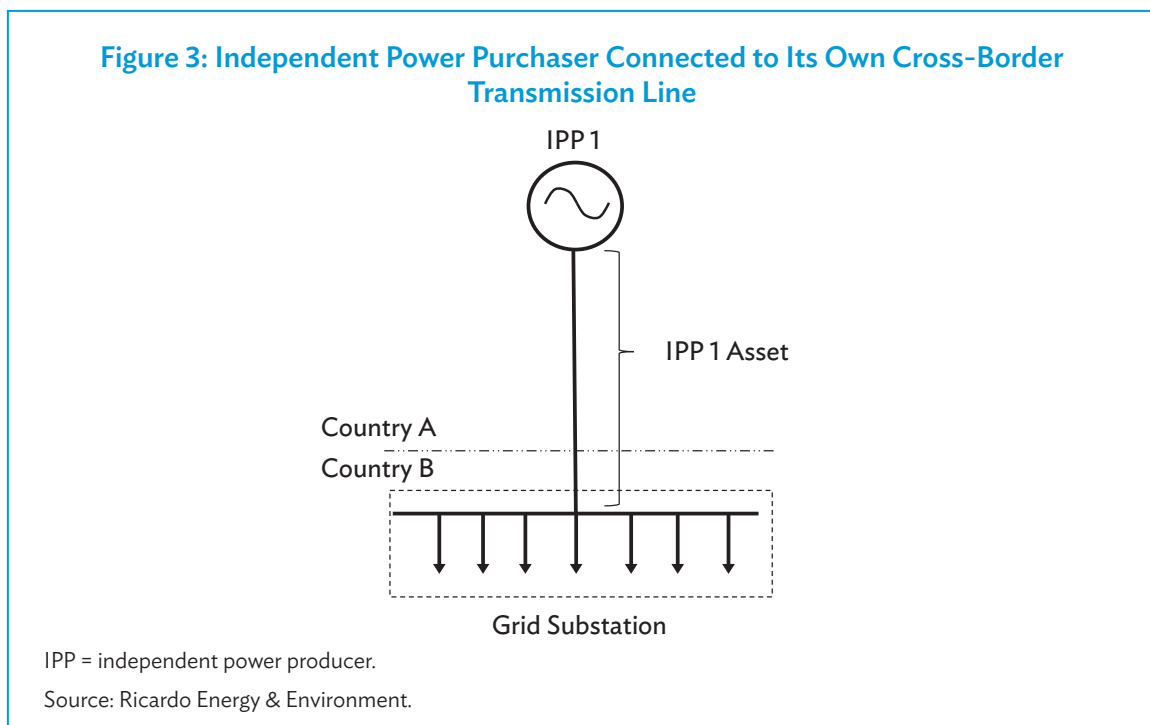 Figure 3: Independent Power Purchaser Connected to Its Own Cross-Border
Transmission Line
IPP 1
IPP 1 Asset
Country A
Country B
Grid Substation
IPP = independent power producer.
Source: Ricardo Energy & Environment.